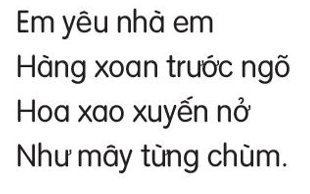 Em yêu nhà em
Hàng xoan trước ngõ
Hoa xao xuyến nở
Như mây từng chùm.